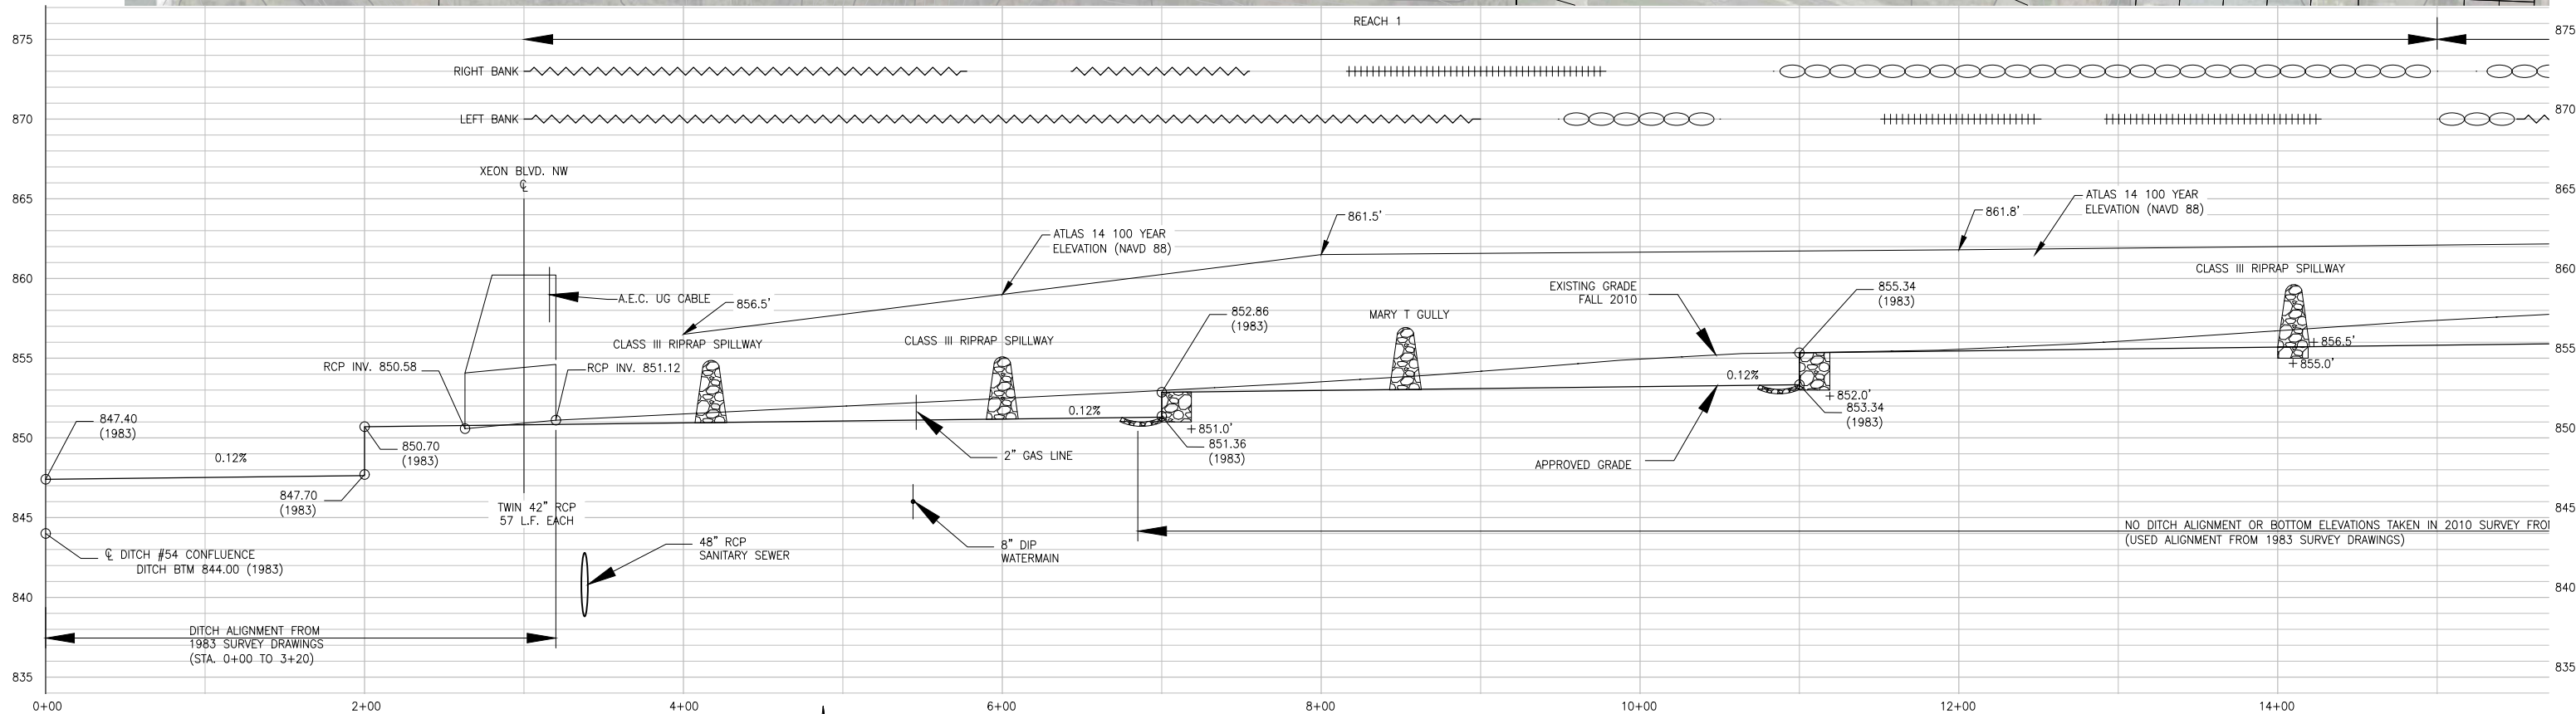 REACH 1
875
875
RIGHT BANK
LEFT BANK
870
870
XEON BLVD. NW
℄
865
865
ATLAS 14 100 YEAR
ELEVATION (NAVD 88)
861.5'
861.8'
ATLAS 14 100 YEAR
ELEVATION (NAVD 88)
860
860
A.E.C. UG CABLE
856.5'
CLASS III RIPRAP SPILLWAY
CLASS III RIPRAP SPILLWAY
852.86
(1983)
MARY T GULLY
EXISTING GRADE
FALL 2010
855.34
(1983)
CLASS III RIPRAP SPILLWAY
856.5'
855.0'
855
855
RCP INV. 850.58
RCP INV. 851.12
0.12%
0.12%
852.0'
853.34
(1983)
847.40
(1983)
850.70
(1983)
0.12%
847.70
(1983)
850
850
851.0'
851.36
(1983)
2" GAS LINE
APPROVED GRADE
TWIN 42" RCP
57 L.F. EACH
845
845
NO DITCH ALIGNMENT OR BOTTOM ELEVATIONS TAKEN IN 2010 SURVEY FRO
(USED ALIGNMENT FROM 1983 SURVEY DRAWINGS)
℄ DITCH #54 CONFLUENCE
DITCH BTM 844.00 (1983)
48" RCP
SANITARY SEWER
8" DIP
WATERMAIN
840
840
DITCH ALIGNMENT FROM
1983 SURVEY DRAWINGS
(STA. 0+00 TO 3+20)
835
835
0+00
2+00
4+00
6+00
8+00
10+00
12+00
14+00